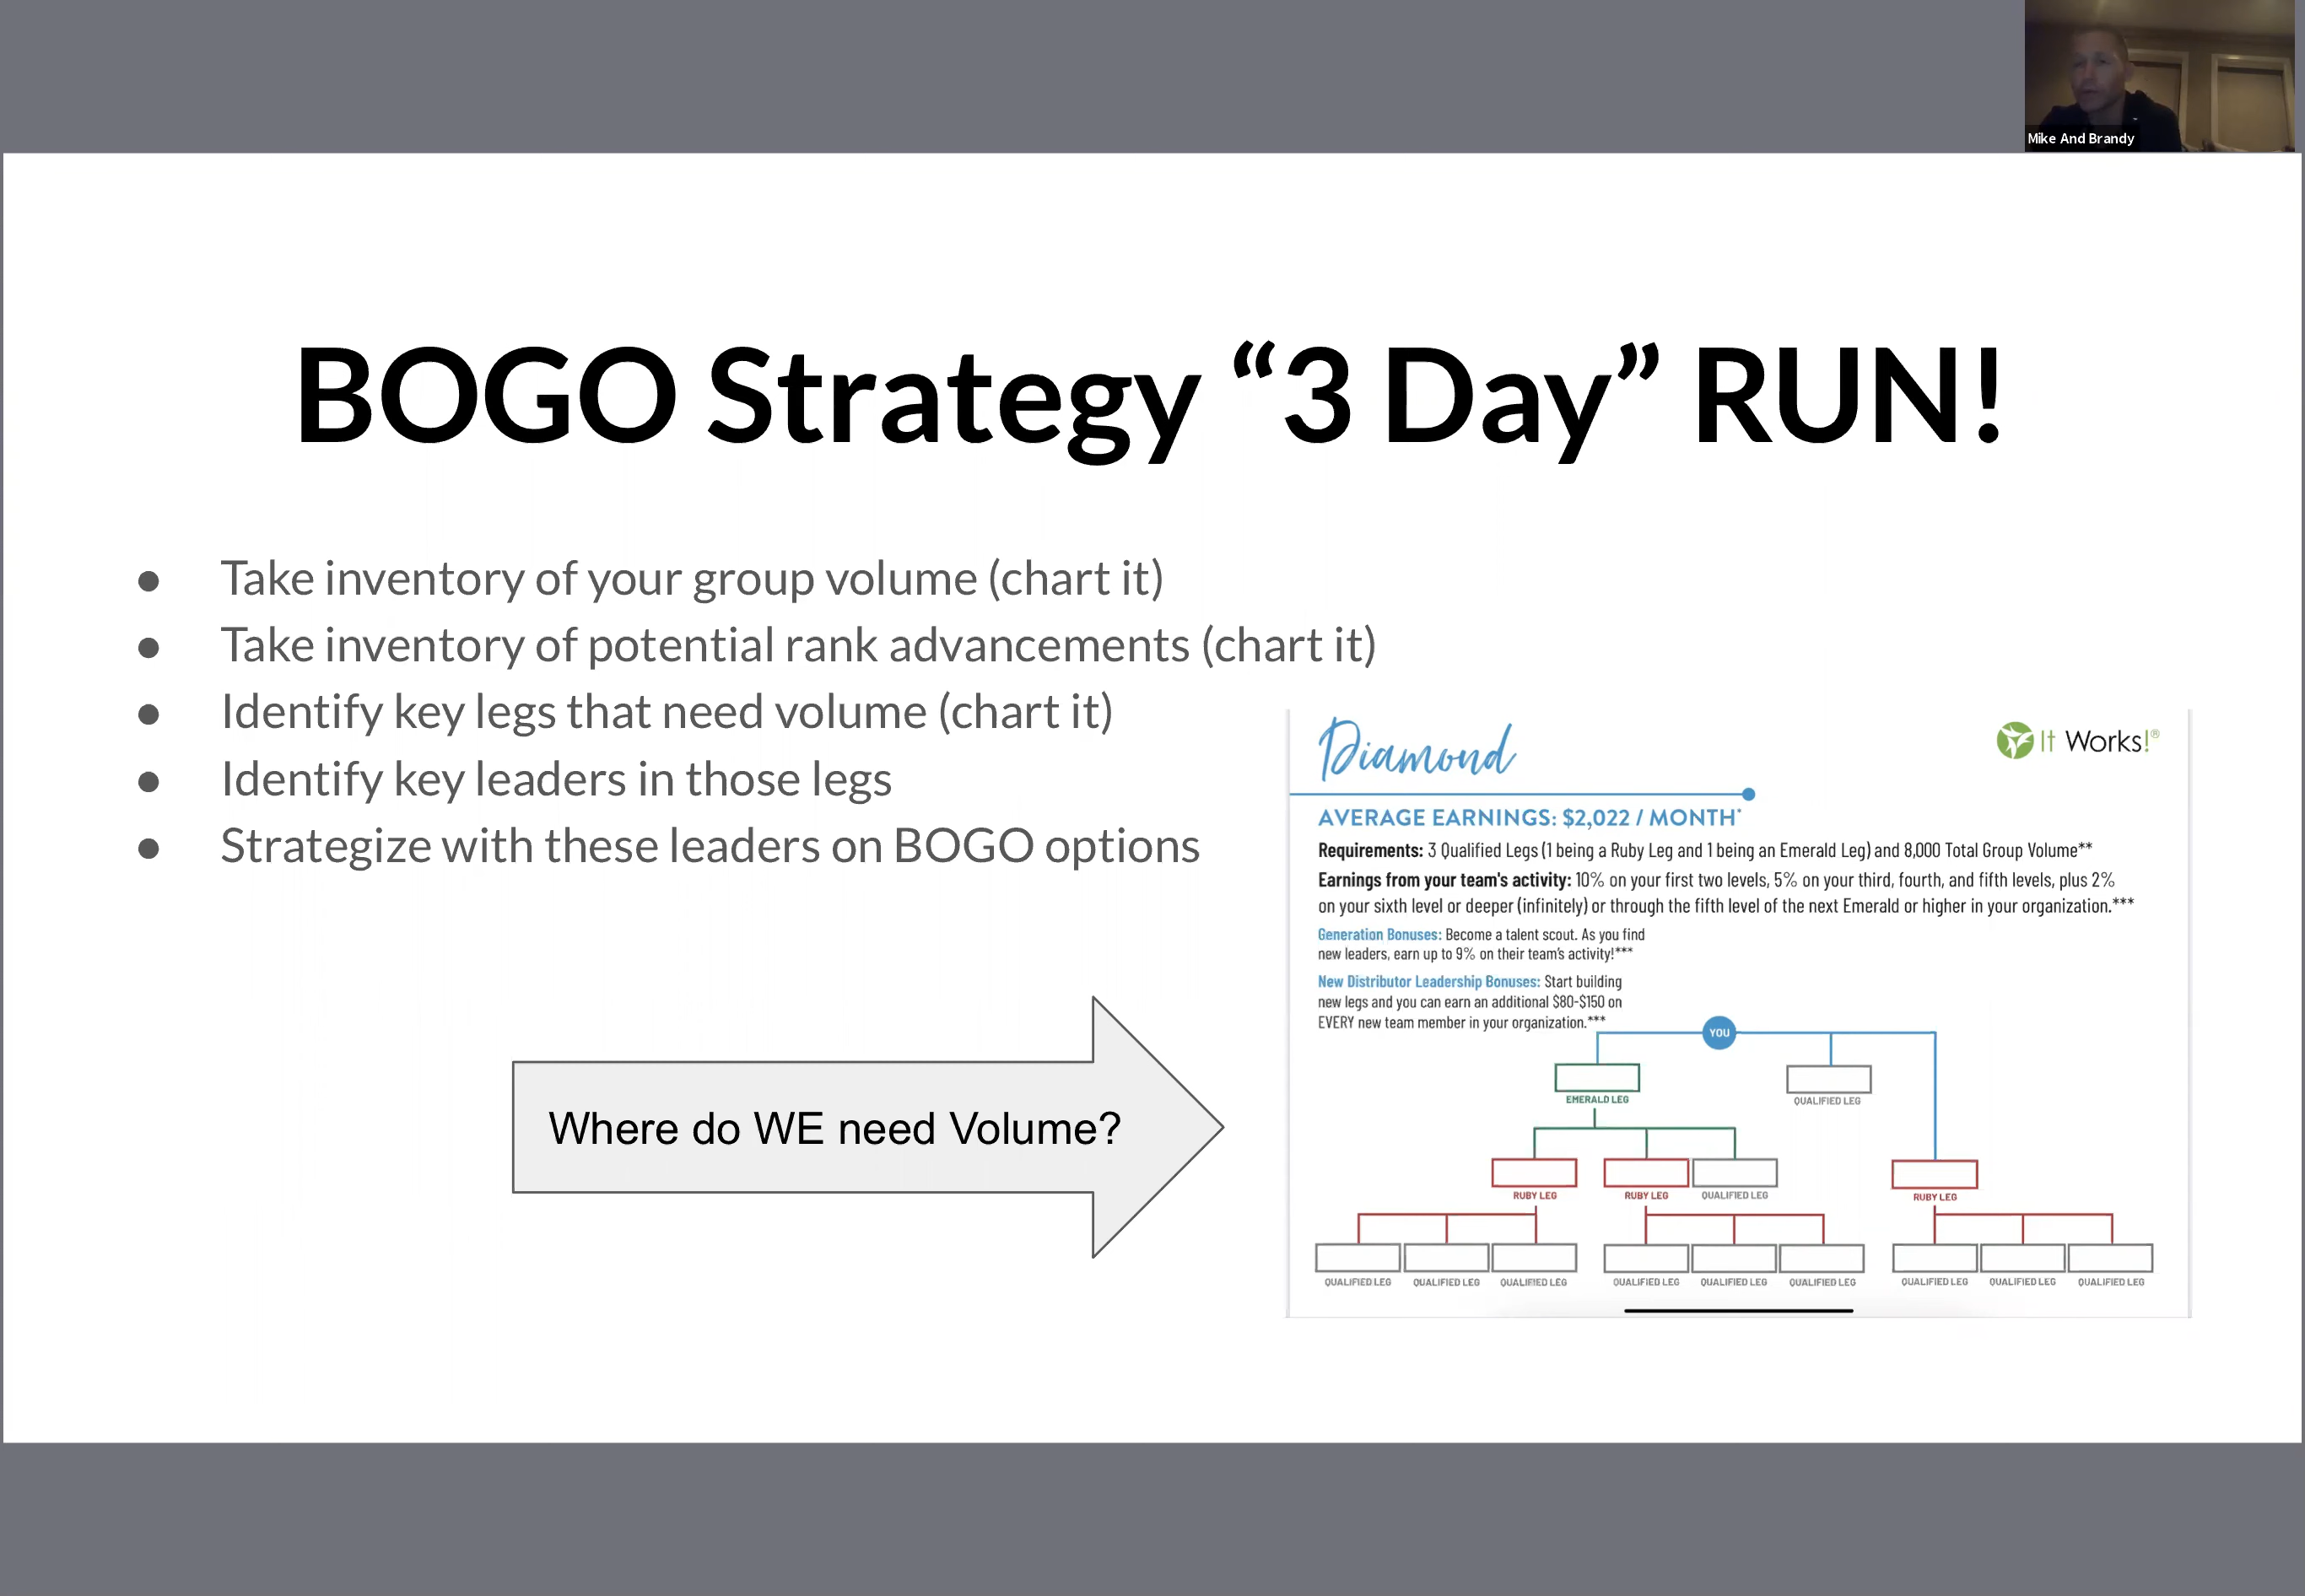 Mike And Brandy
BOGO Strategy “3 Day” RUN!
● Take inventory of your group volume (chart it)
● Take inventory of potential rank advancements (chart it)
● Identify key legs that need volume (chart it)
● Identify key leaders in those legs
● Strategize with these leaders on BOGO options
Where do WE need Volume?
Diamond
It Works!®
AVERAGE EARNINGS: $2,022 / MONTH*
Requirements: 3 Qualified Legs (1 being a Ruby Leg and 1 being an Emerald Leg) and 8,000 Total Group Volume**
Earnings from your team's activity: 10% on your first two levels, 5% on your third, fourth, and fifth levels, plus 2%
on your sixth level or deeper (infinitely) or through the fifth level of the next Emerald or higher in your organization.***
Generation Bonuses: Become a talent scout. As you find
new leaders, earn up to 9% on their team's activity!***
New Distributor Leadership Bonuses: Start building
new legs and you can earn an additional $80-$150 on
EVERY new team member in your organization.***
YOU
EMERALD LEG
QUALIFIED LEG
RUBY LEG
RUBY LEG
QUALIFIED LEG
RUBY LEG
QUALIFIED LEG
QUALIFIED LEG
QUALIFIED LEG
QUALIFIED LEG
QUALIFIED LEG
QUALIFIED LEG
QUALIFIED LEG
QUALIFIED LEG
QUALIFIED LEG